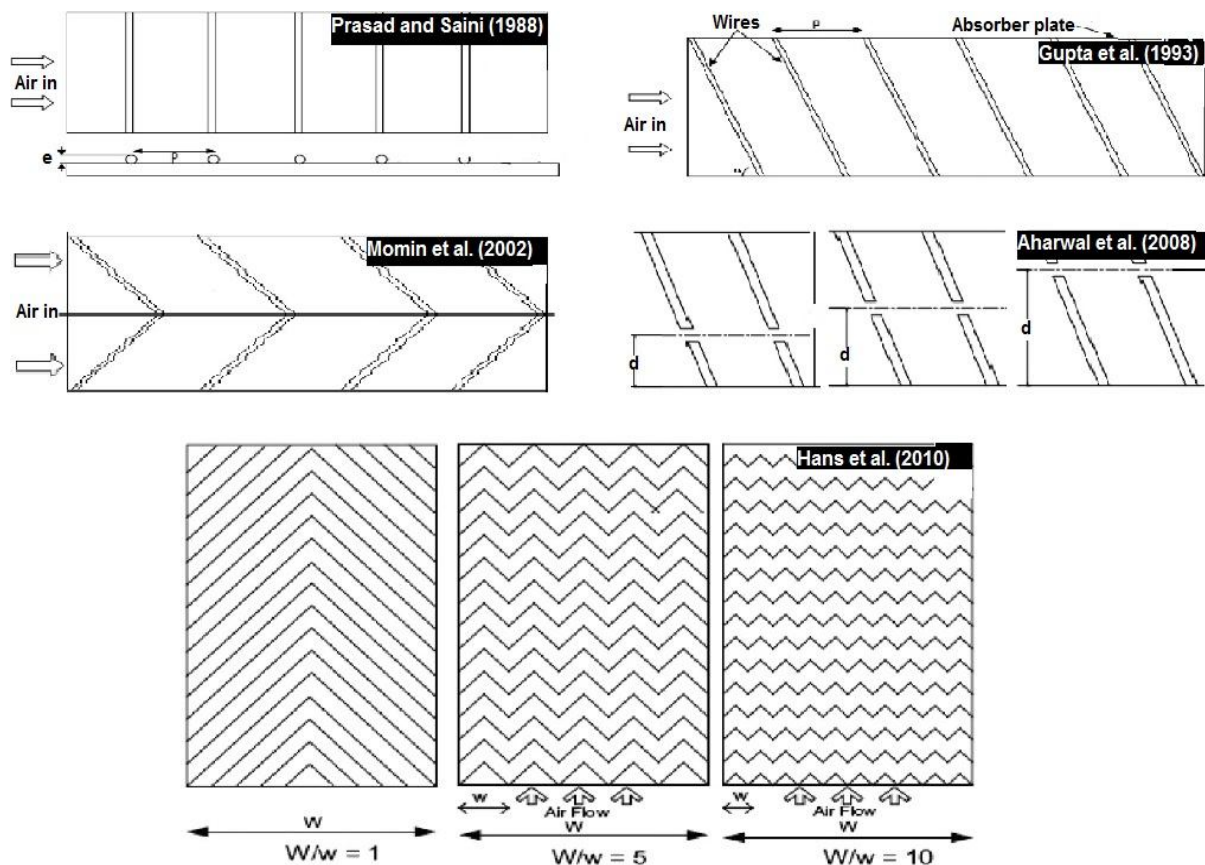 Prasad and Saini (1988)
Air in
e
p
Wires
p
Absorber plate
Gupta et al. (1993)
Air in
Momin et al. (2002)
Air in
Aharwal et al. (2008)
d
d
d
Hans et al. (2010)
w
Air Flow
w
Air Flow
W
W
W
W/w = 1
W/w = 5
W/w = 10